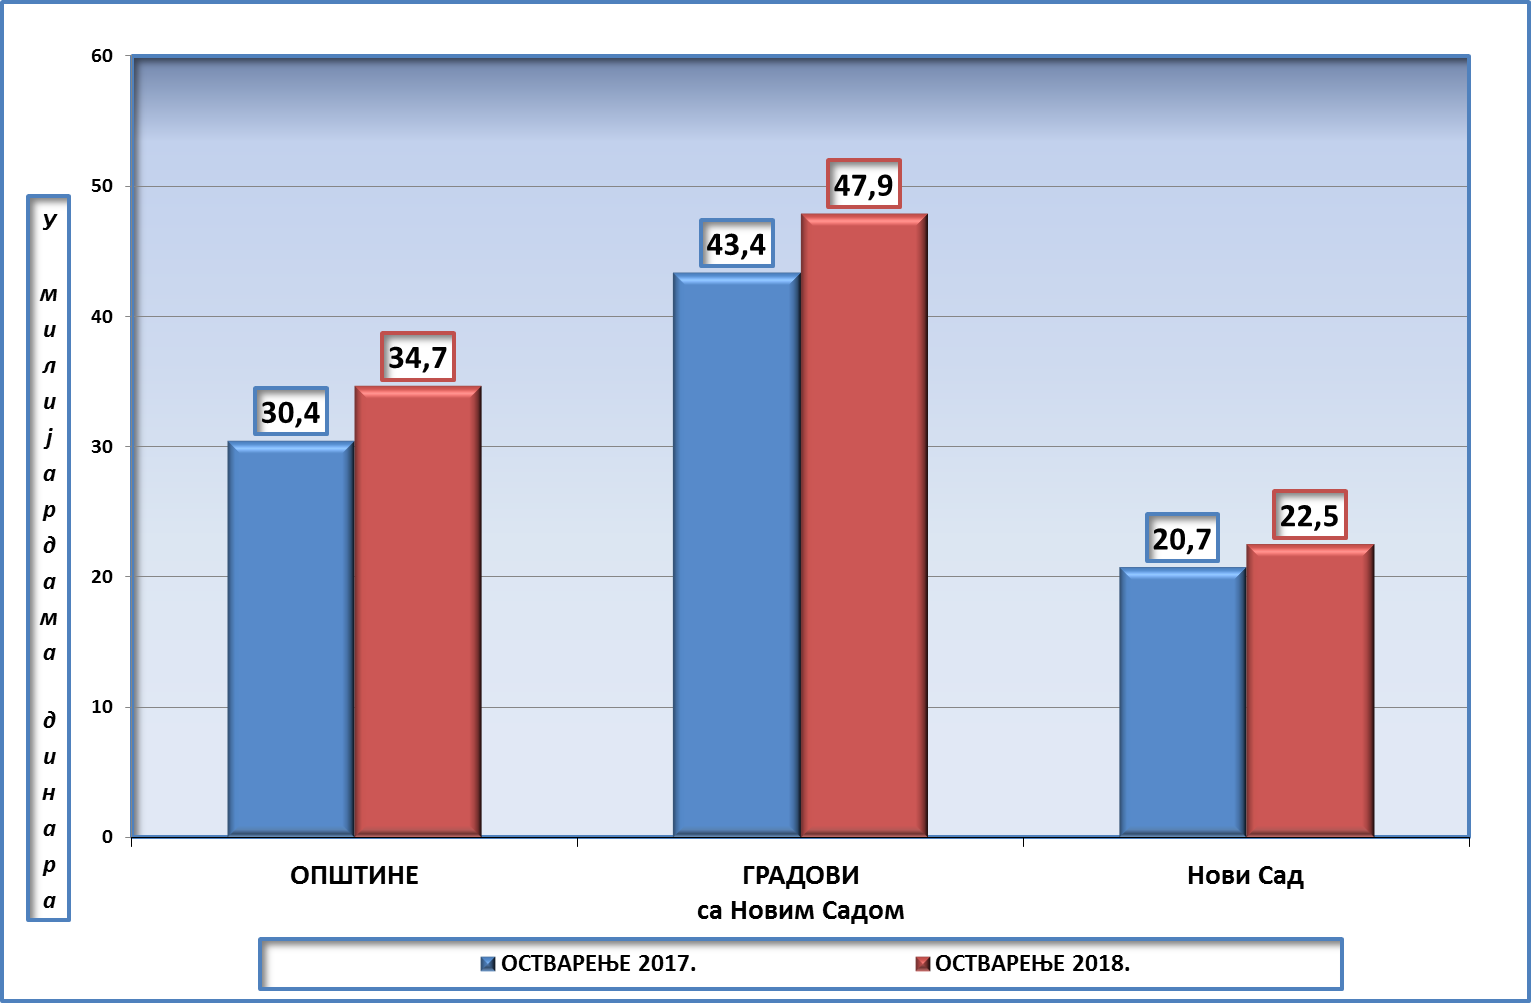 60
50
40
30
20
10
0
У милијардама динара
30,4
34,7
43,4
47,9
20,7
22,5
ОПШТИНЕ
ГРАДОВИ
са Новим Садом
Нови Сад
ОСТВАРЕЊЕ 2017.
ОСТВАРЕЊЕ 2018.